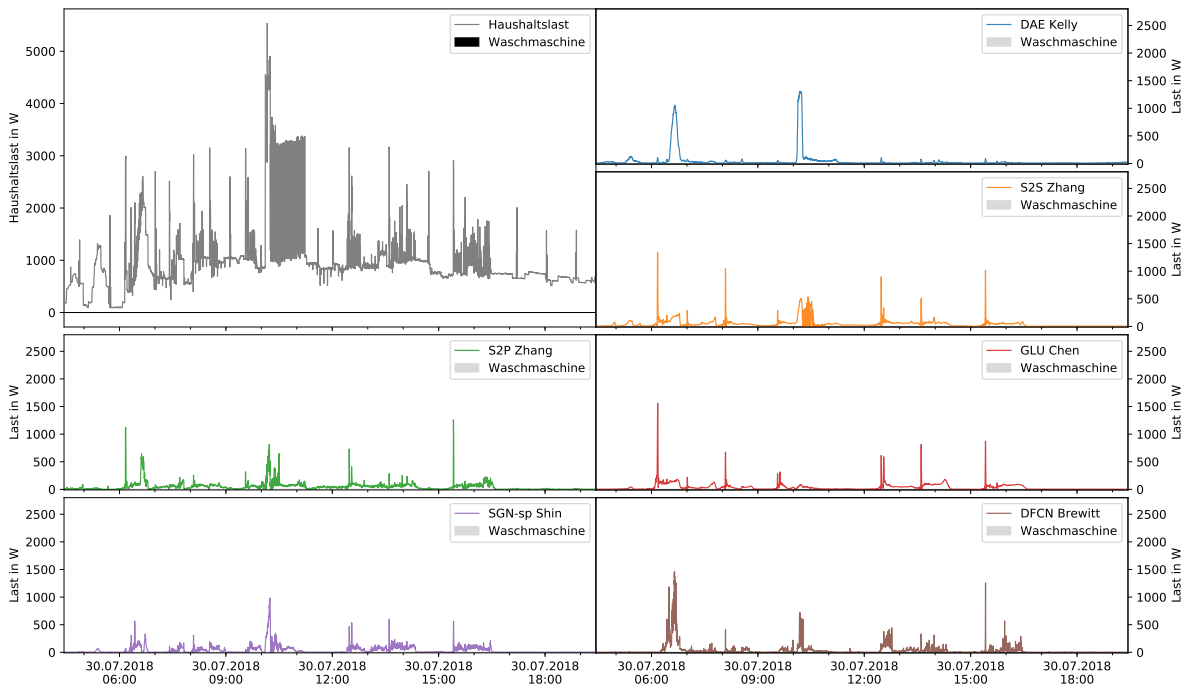 Haushaltslast in W
5000
4000
3000
2000
1000
0
Haushaltslast
Waschmaschine
DAE Kelly
Waschmaschine
2500
2000
1500
1000
500
0
Last in W
S2S Zhang
Waschmaschine
2500
2000
1500
1000
500
0
Last in W
Last in W
2500
2000
1500
1000
500
0
S2P Zhang
Waschmaschine
GLU Chen
Waschmaschine
2500
2000
1500
1000
500
0
Last in W
Last in W
2500
2000
1500
1000
500
0
SGN-sp Shin
Waschmaschine
DFCN Brewitt
Waschmaschine
2500
2000
1500
1000
500
0
Last in W
30.07.2018 30.07.2018 30.07.2018 30.07.2018 30.07.2018
06:00 09:00 12:00 15:00 18:00
30.07.2018 30.07.2018 30.07.2018 30.07.2018 30.07.2018
06:00 09:00 12:00 15:00 18:00